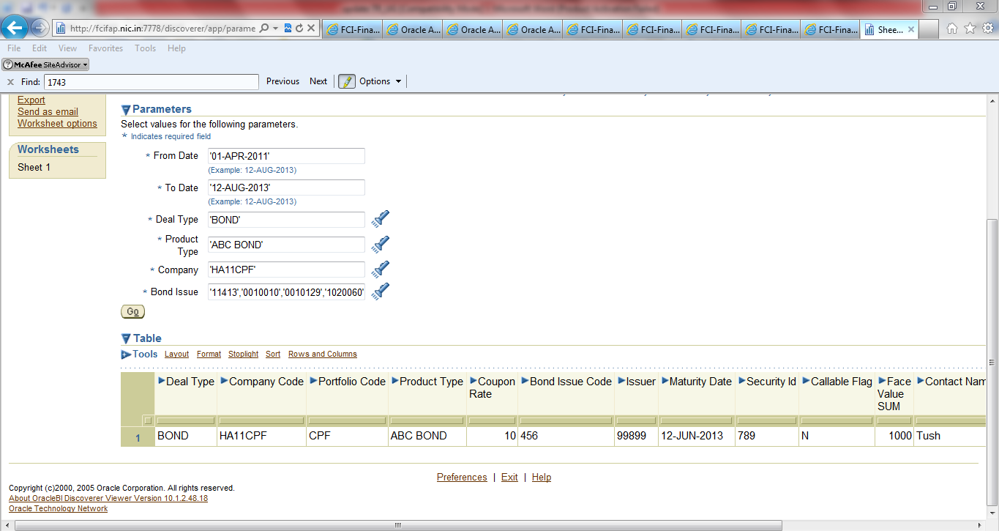 http://fcifap.nic.in:7778/discoverer/app/parame
FCI-Fina... Oracle A... Oracle A... Oracle A... FCI-Fina... FCI-Fina... FCI-Fina... FCI-Fina... FCI-Fina... Shee...
File Edit View Favorites Tools Help
McAfee SiteAdvisor
Find: 1743 Previous Next Options
Export
Send as email
Worksheet options
Worksheets
Sheet 1
Parameters
Select values for the following parameters.
* Indicates required field
* From Date '01-APR-2011'
(Example: 12-AUG-2013)
* To Date '12-AUG-2013'
(Example: 12-AUG-2013)
* Deal Type 'BOND'
* Product Type 'ABC BOND'
* Company 'HA11CPF'
* Bond Issue '11413','0010010','0010129','1020060'
Go
Table
Tools Layout Format Stoplight Sort Rows and Columns
Deal Type Company Code Portfolio Code Product Type Coupon Rate Bond Issue Code Issuer Maturity Date Security Id Callable Flag Face Value SUM Contact Nam
1 BOND HA11CPF CPF ABC BOND 10 456 99899 12-JUN-2013 789 N 1000 Tush
Preferences | Exit | Help
Copyright (c)2000, 2005 Oracle Corporation. All rights reserved.
About OracleBI Discoverer Viewer Version 10.1.2.48.18
Oracle Technology Network